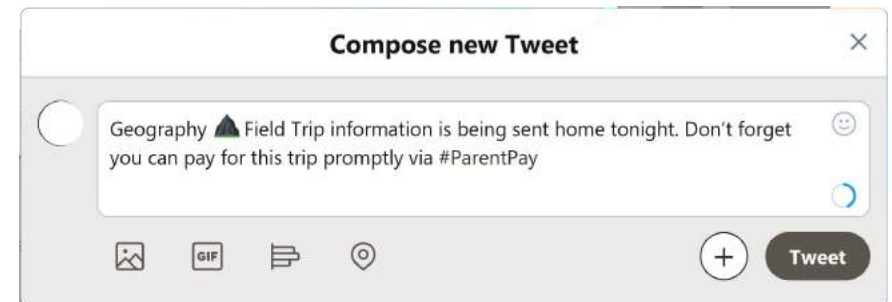 Compose new Tweet
Geography ⛰ Field Trip information is being sent home tonight. Don't forget
you can pay for this trip promptly via #ParentPay
GIF
Tweet